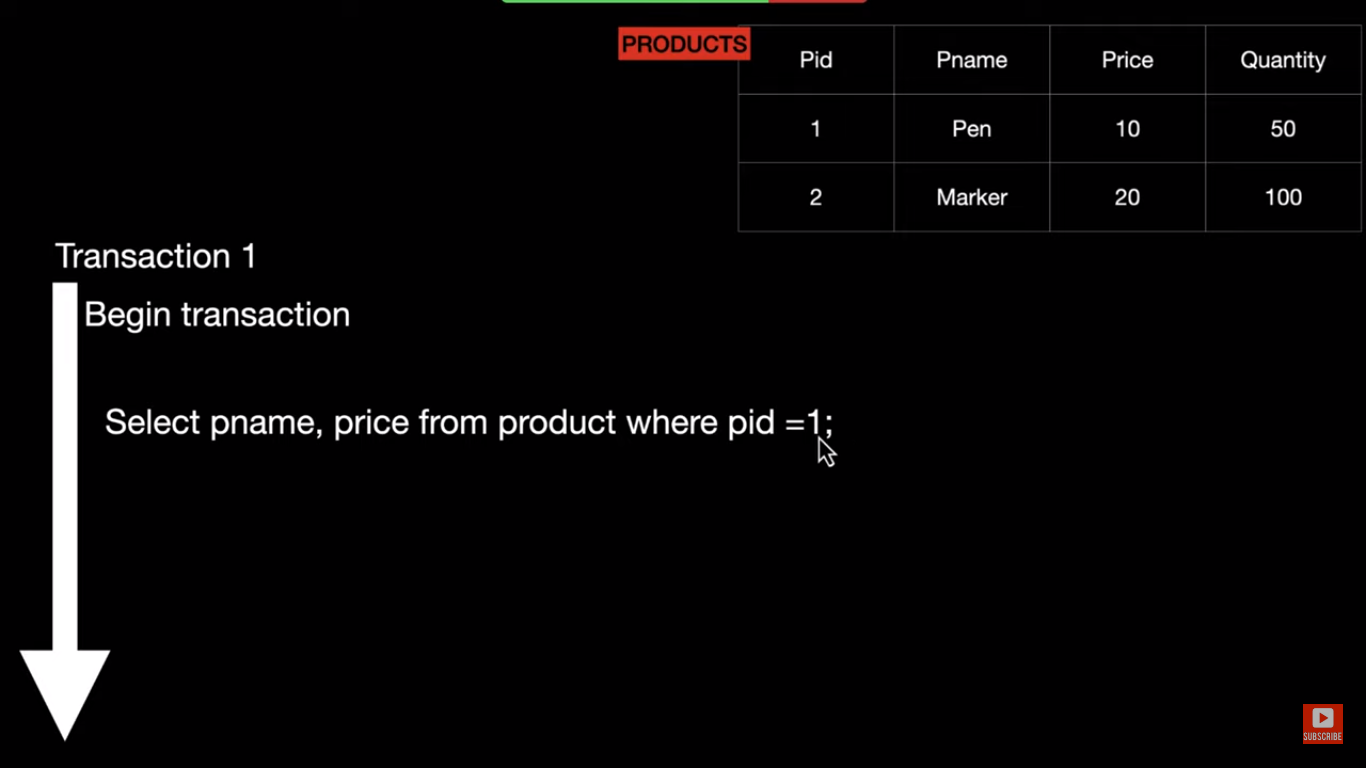 PRODUCTS
Pid Pname Price Quantity
1 Pen 10 50
2 Marker 20 100
Transaction 1
Begin transaction
Select pname, price from product where pid =1;
SUBSCRIBE